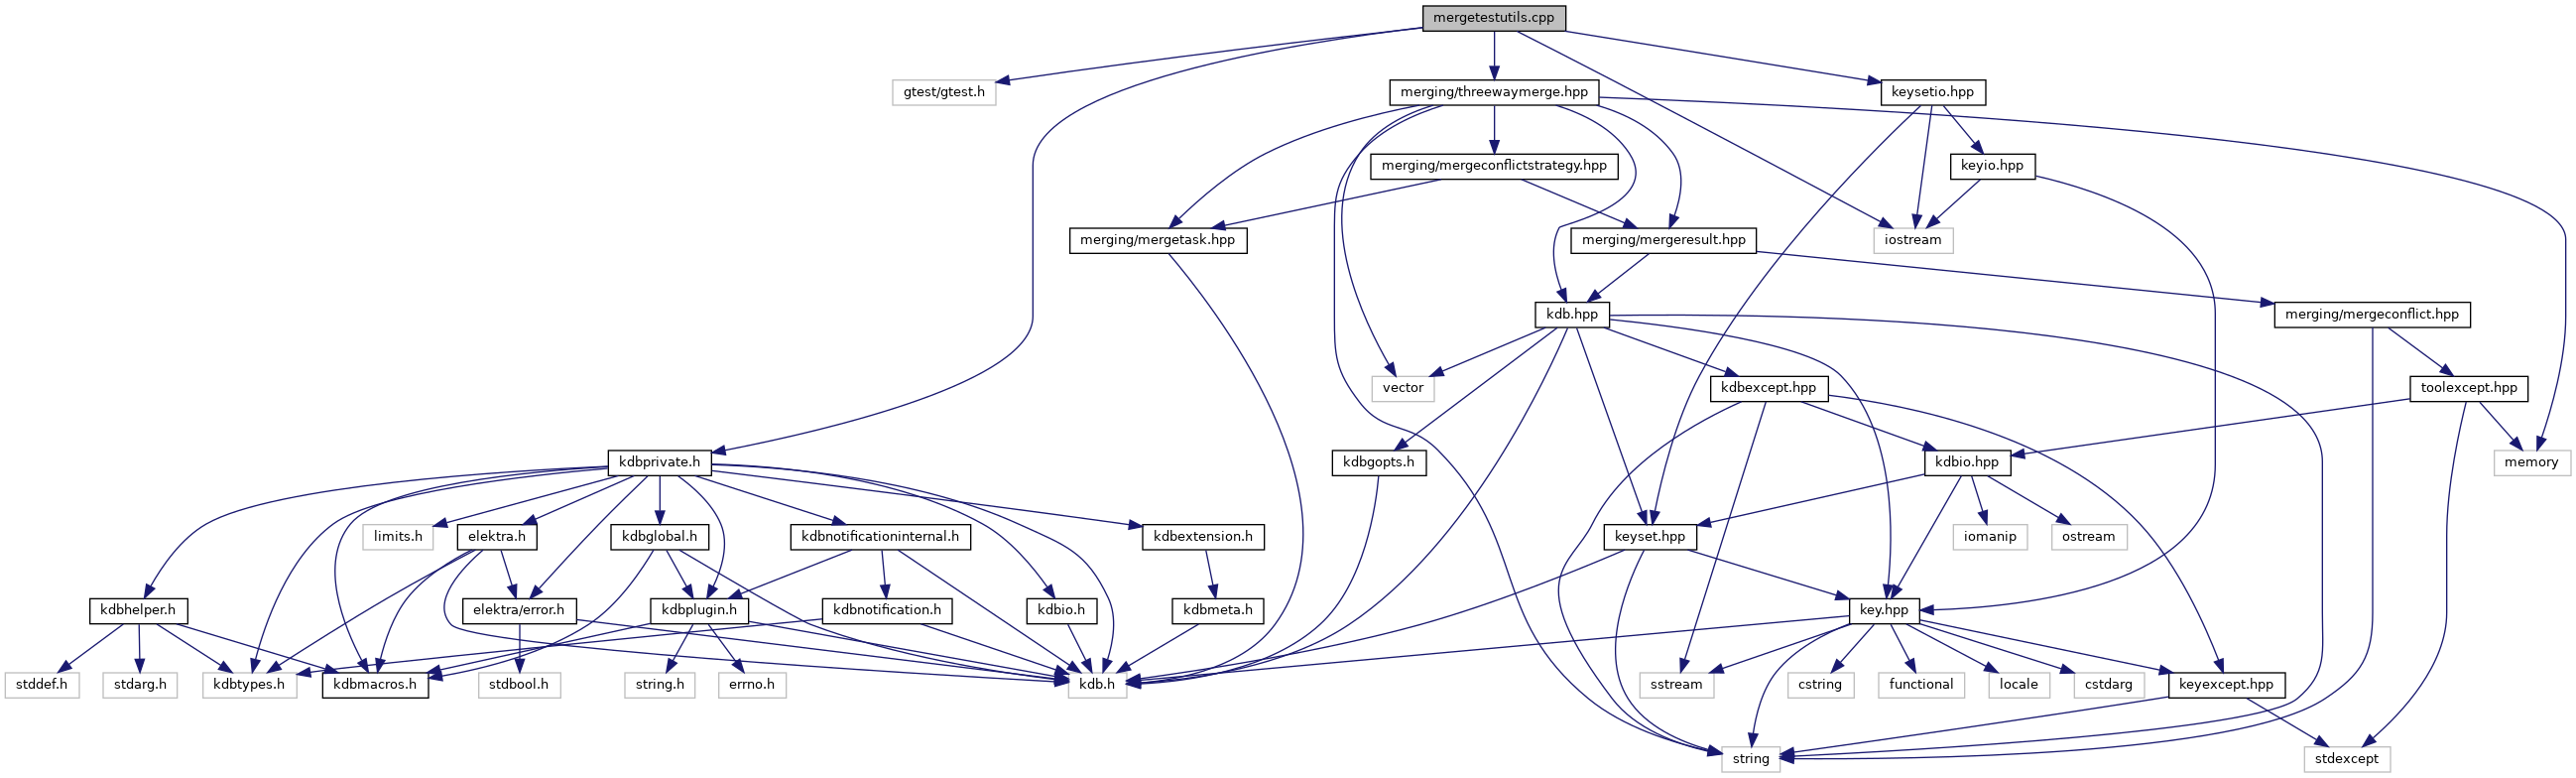 mergetestutils.cpp
gtest/gtest.h
merging/threewaymerge.hpp
keysetio.hpp
merging/mergeconflictstrategy.hpp
keyio.hpp
merging/mergetask.hpp
merging/mergeresult.hpp
iostream
kdb.hpp
merging/mergeconflict.hpp
vector
kdbexcept.hpp
toolexcept.hpp
kdbprivate.h
kdbgopts.h
kdbio.hpp
memory
limits.h
elektra.h
kdbglobal.h
kdbnotificationinternal.h
kdbextension.h
keyset.hpp
iomanip
ostream
kdbhelper.h
elektra/error.h
kdbplugin.h
kdbnotification.h
kdbio.h
kdbmeta.h
key.hpp
stddef.h
stdarg.h
kdbtypes.h
kdbmacros.h
stdbool.h
string.h
errno.h
kdb.h
sstream
cstring
functional
locale
cstdarg
keyexcept.hpp
string
stdexcept